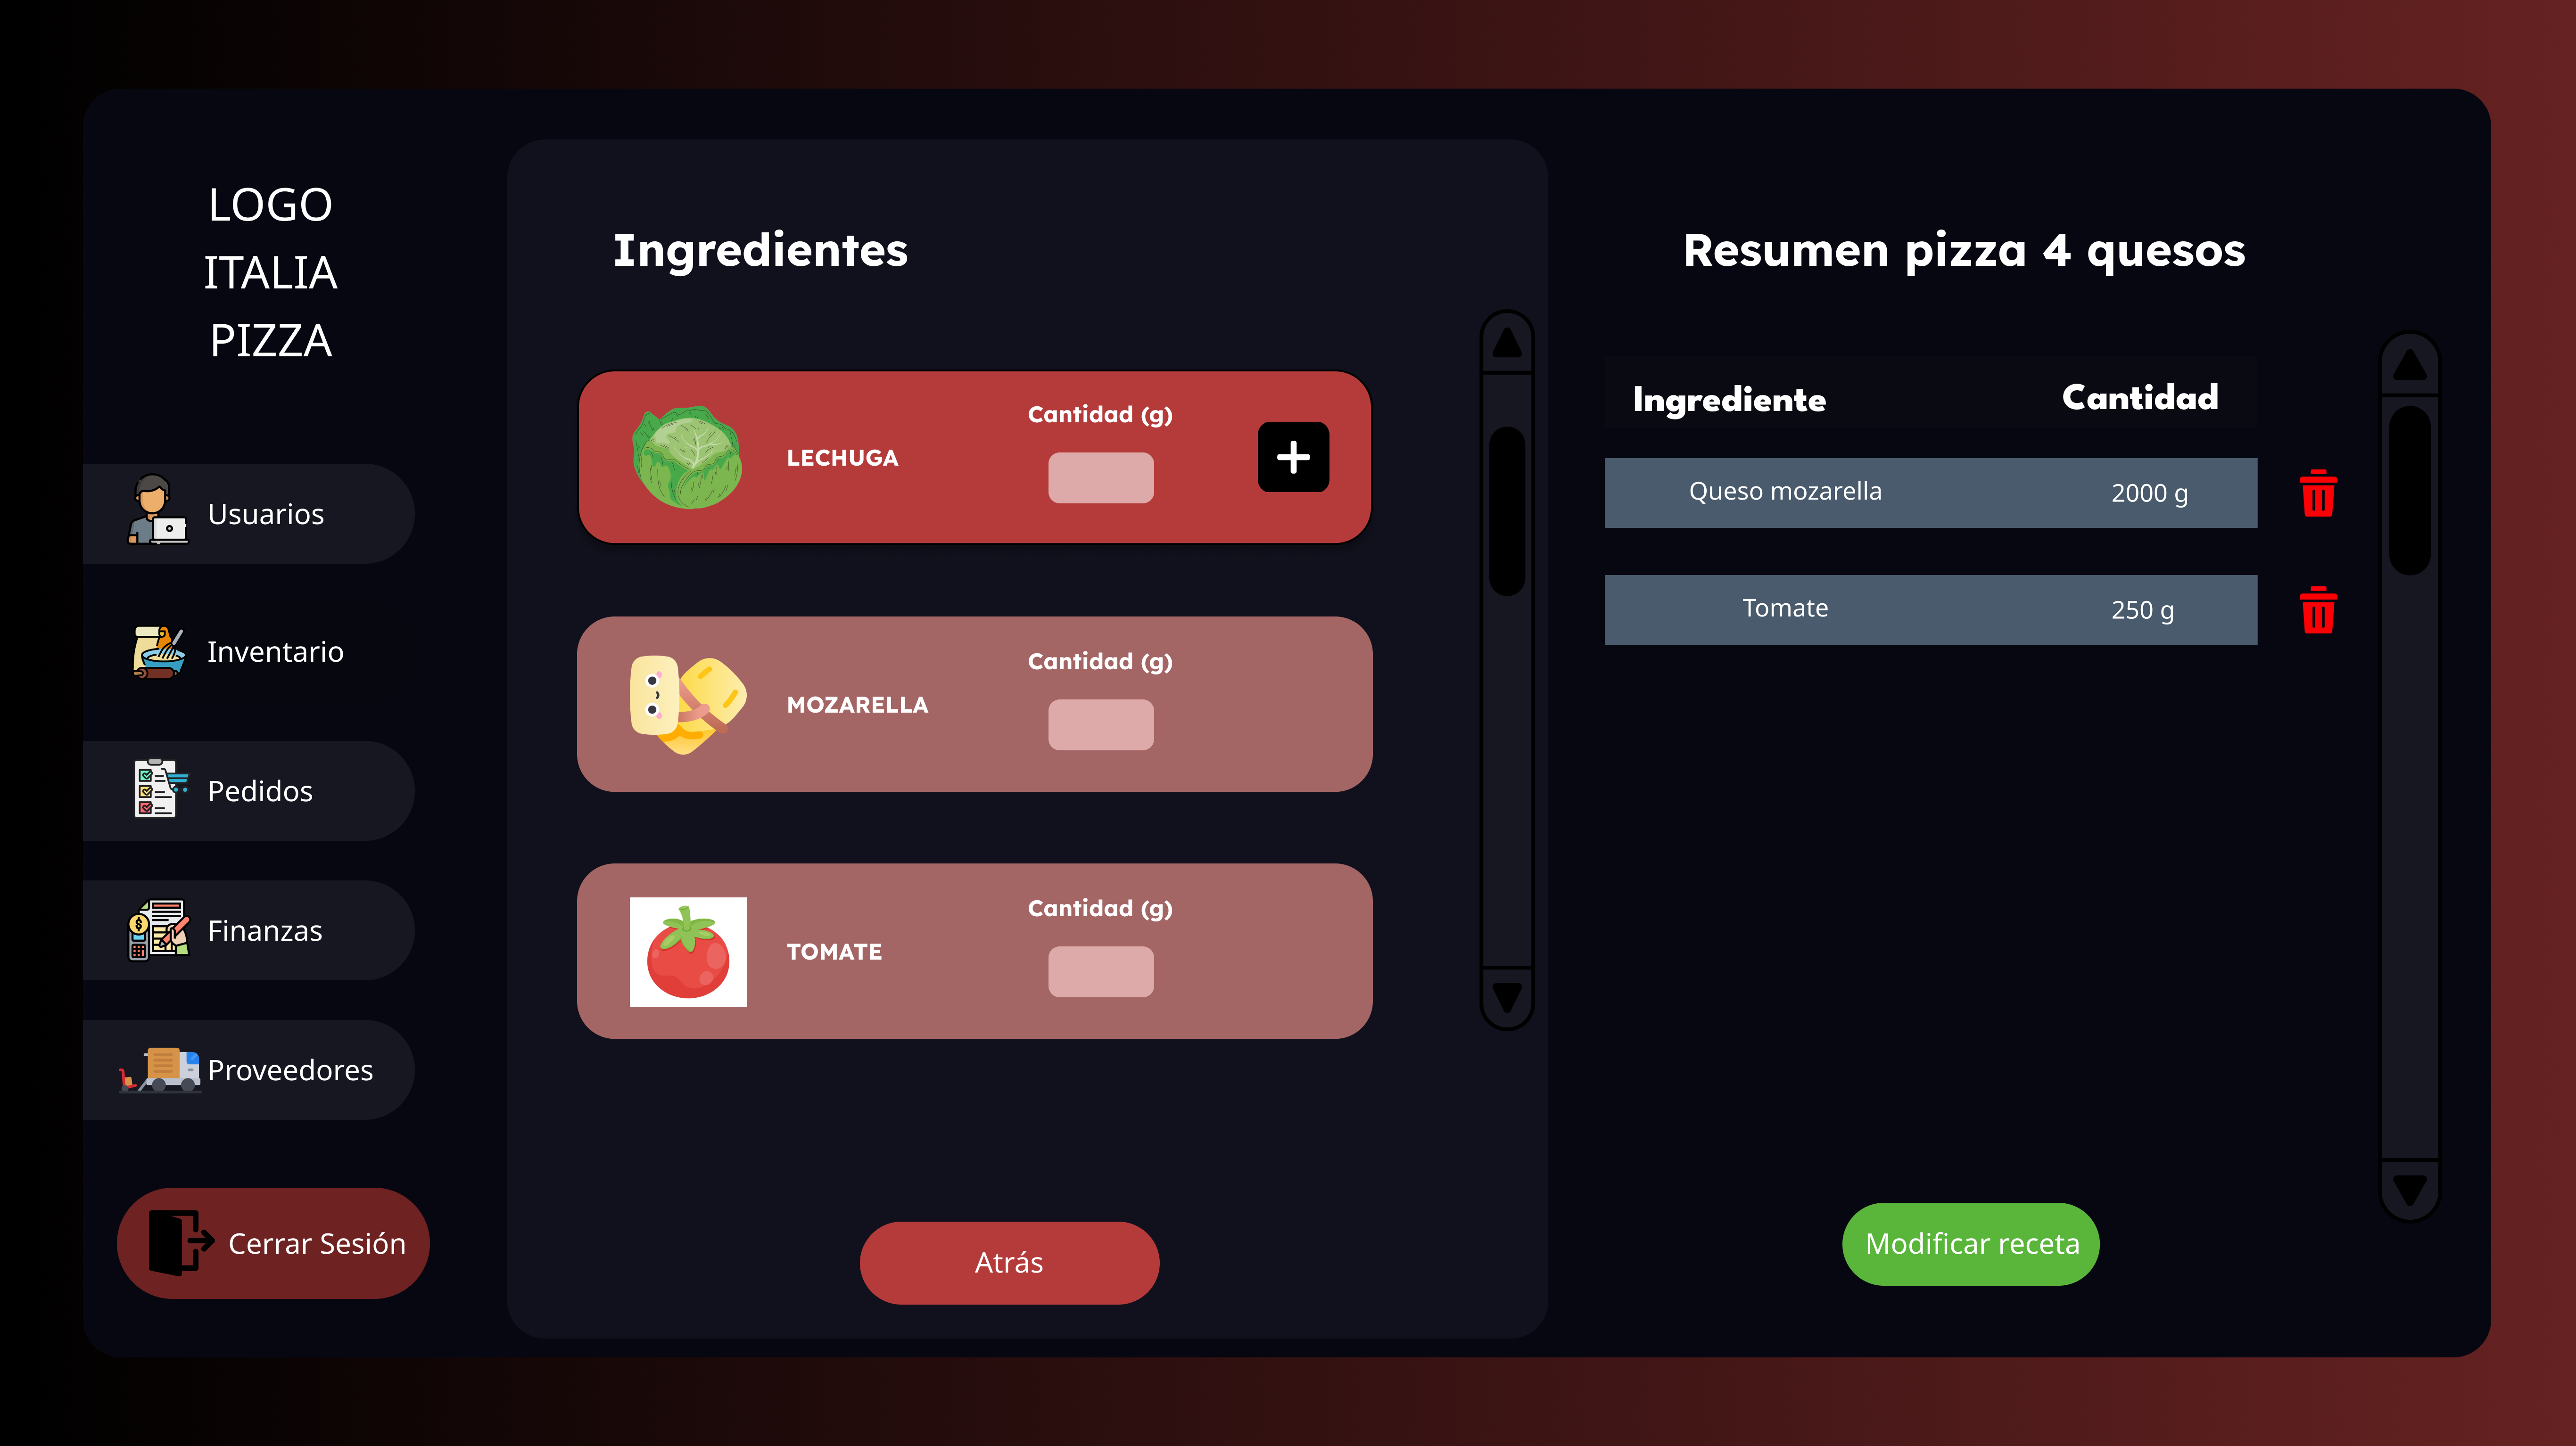 LOGO
ITALIA
PIZZA
Usuarios
Inventario
Pedidos
Finanzas
Proveedores
Cerrar Sesión
Ingredientes
LECHUGA
Cantidad (g)
MOZARELLA
Cantidad (g)
TOMATE
Cantidad (g)
Atrás
Resumen pizza 4 quesos
Ingrediente Cantidad
Queso mozarella 2000 g
Tomate 250 g
Modificar receta